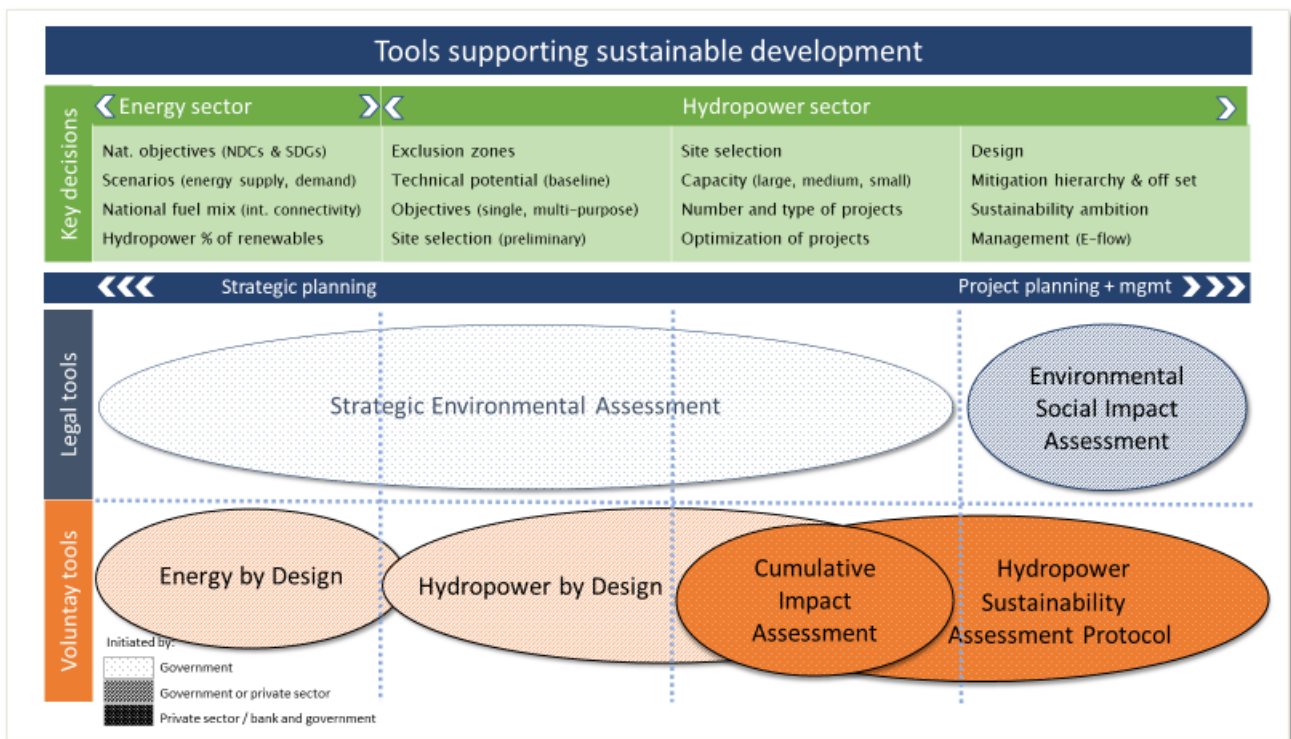 Tools supporting sustainable development
Key decisions
Energy sector
Hydropower sector
Nat. objectives (NDCs & SDGs)
Scenarios (energy supply, demand)
National fuel mix (int. connectivity)
Hydropower % of renewables
Exclusion zones
Technical potential (baseline)
Objectives (single, multi-purpose)
Site selection (preliminary)
Site selection
Capacity (large, medium, small)
Number and type of projects
Optimization of projects
Design
Mitigation hierarchy & off set
Sustainability ambition
Management (E-flow)
Strategic planning
Project planning + mgmt
Legal tools
Strategic Environmental Assessment
Environmental
Social Impact
Assessment
Voluntay tools
Energy by Design
Hydropower by Design
Cumulative
Impact
Assessment
Hydropower
Sustainability
Assessment Protocol
Initiated by:
Government
Government or private sector
Private sector / bank and government